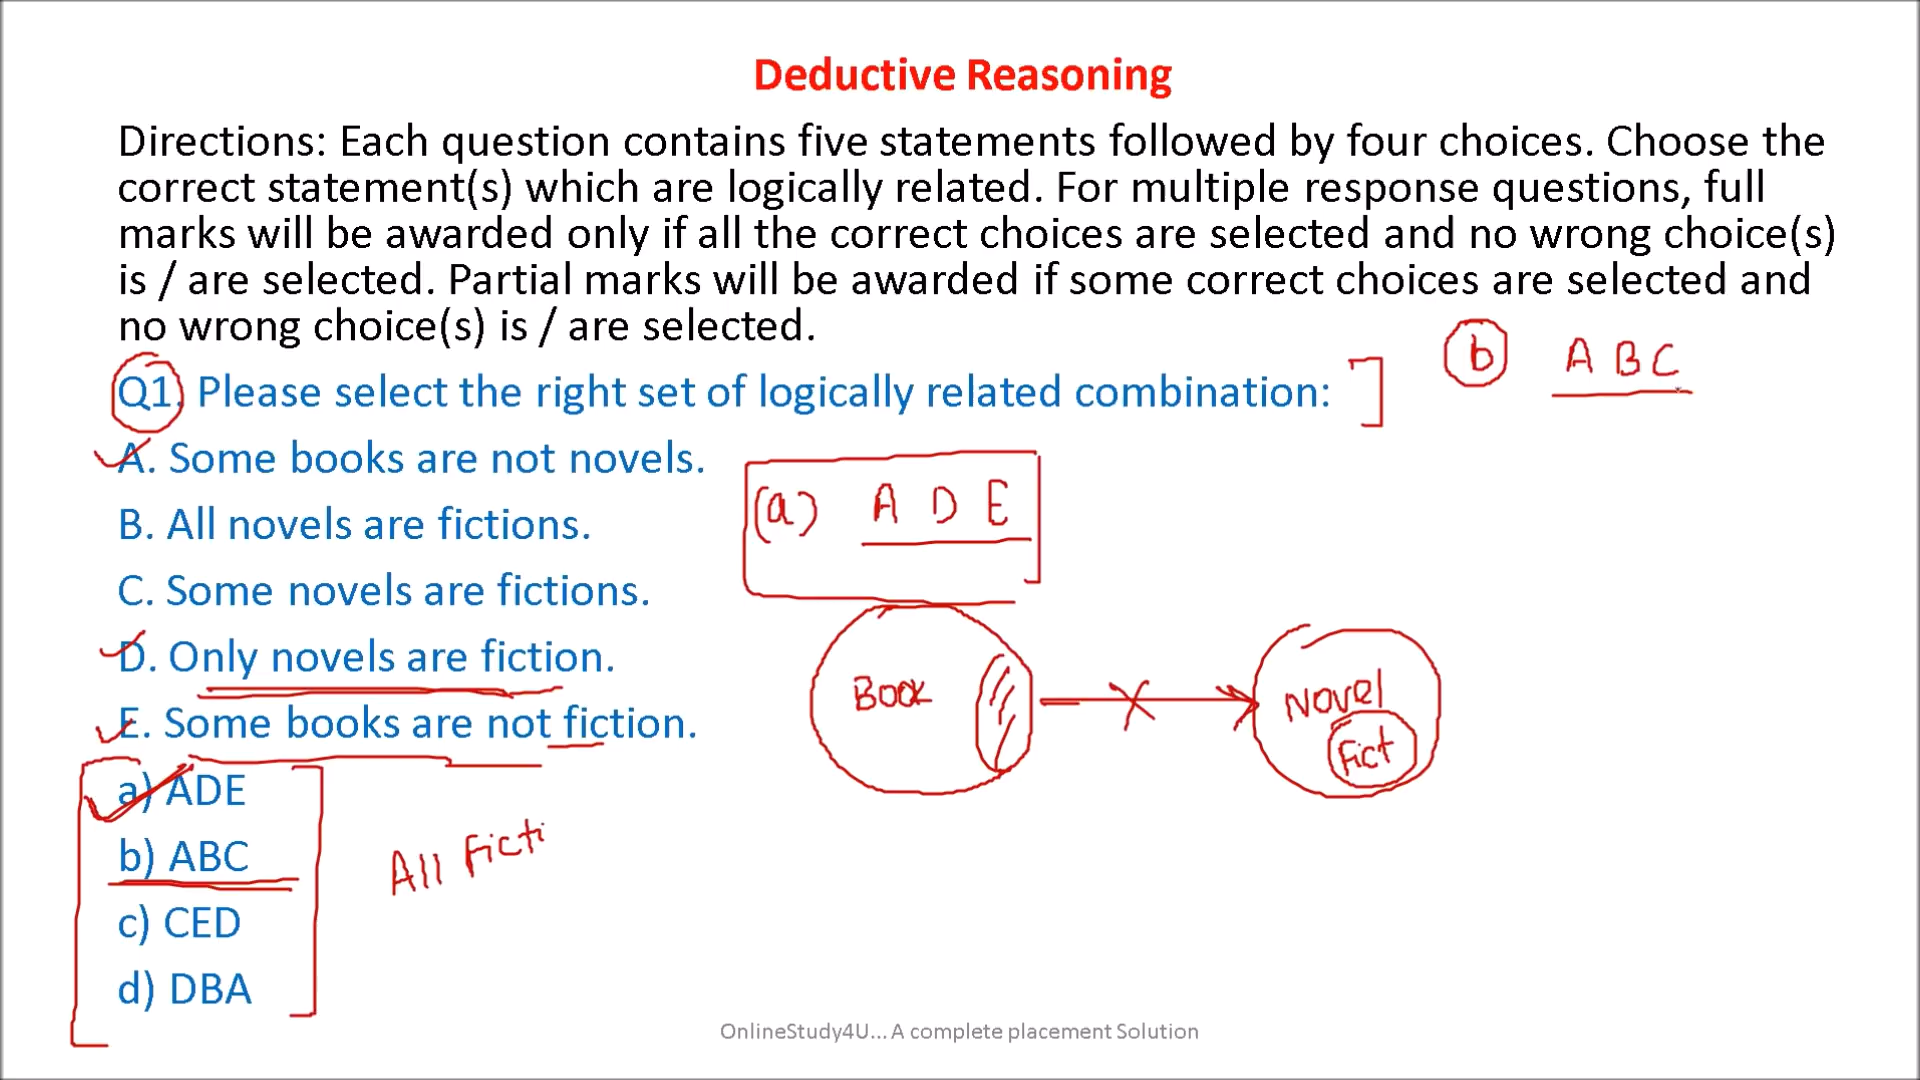 Deductive Reasoning
Directions: Each question contains five statements followed by four choices. Choose the
correct statement(s) which are logically related. For multiple response questions, full
marks will be awarded only if all the correct choices are selected and no wrong choice(s)
is / are selected. Partial marks will be awarded if some correct choices are selected and
no wrong choice(s) is / are selected.
b A B C
Q1. Please select the right set of logically related combination:
A. Some books are not novels.
(a) A D E
B. All novels are fictions.
C. Some novels are fictions.
D. Only novels are fiction.
Book Novel
E. Some books are not fiction.
Fict
a) ADE
b) ABC
All Ficti
c) CED
d) DBA
OnlineStudy4U... A complete placement Solution